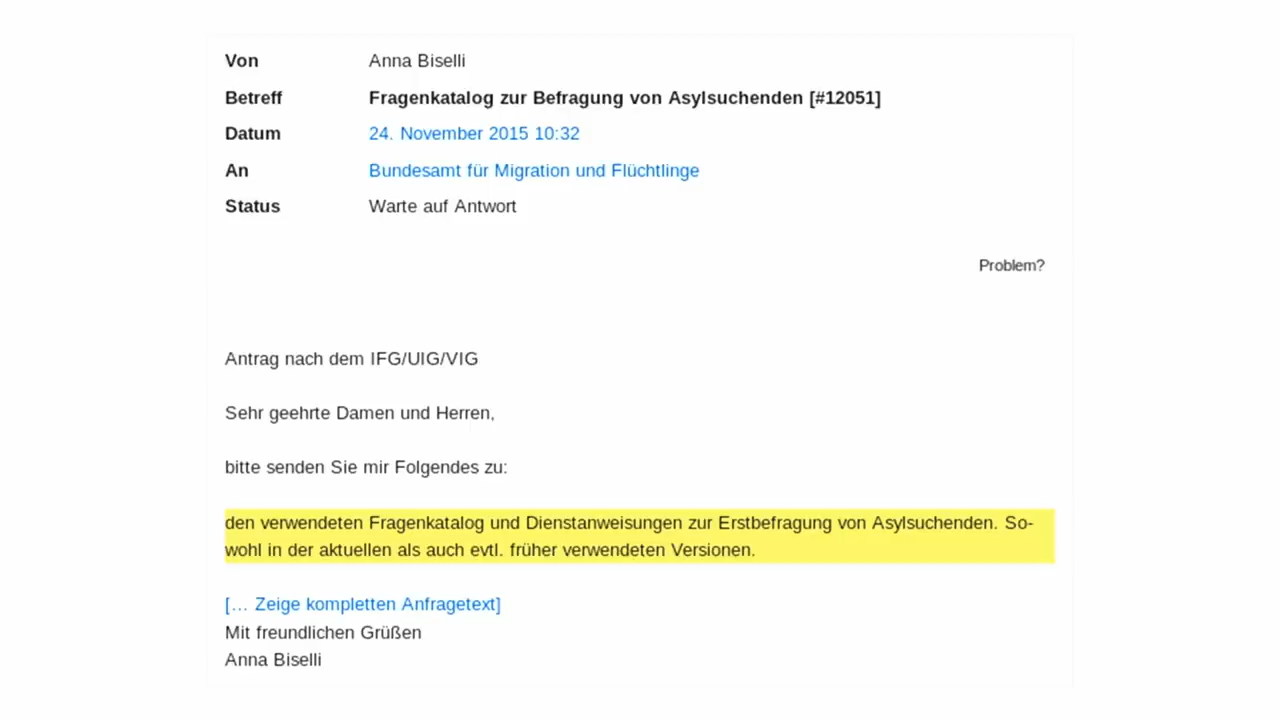 Von Anna Biselli
Betreff Fragenkatalog zur Befragung von Asylsuchenden [#12051]
Datum 24. November 2015 10:32
An Bundesamt für Migration und Flüchtlinge
Status Warte auf Antwort
Problem?
Antrag nach dem IFG/UIG/VIG
Sehr geehrte Damen und Herren,
bitte senden Sie mir Folgendes zu:
den verwendeten Fragenkatalog und Dienstanweisungen zur Erstbefragung von Asylsuchenden. So-
wohl in der aktuellen als auch evtl. früher verwendeten Versionen.
[… Zeige kompletten Anfragetext]
Mit freundlichen Grüßen
Anna Biselli